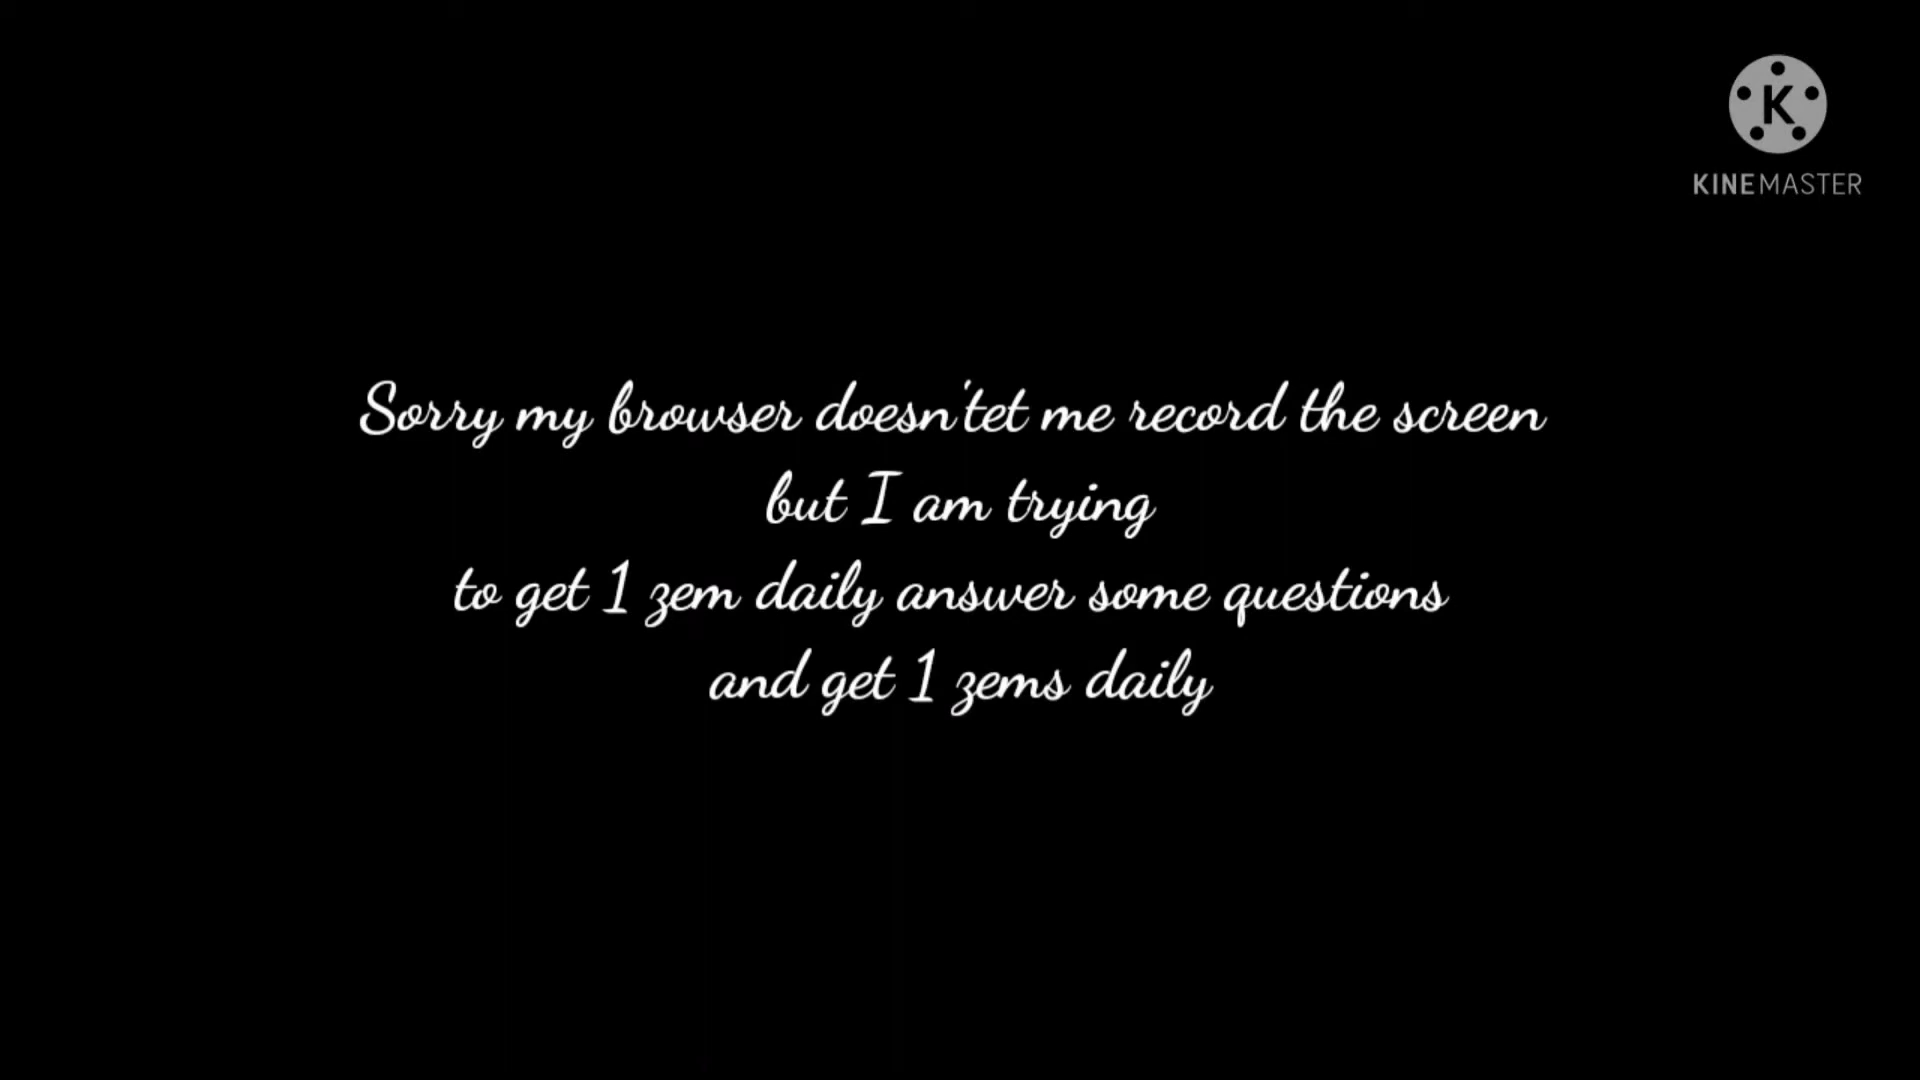 K
KINEMASTER
Sorry my browser doesn'tet me record the screen
but I am trying
to get 1 zem daily answer some questions
and get 1 zems daily